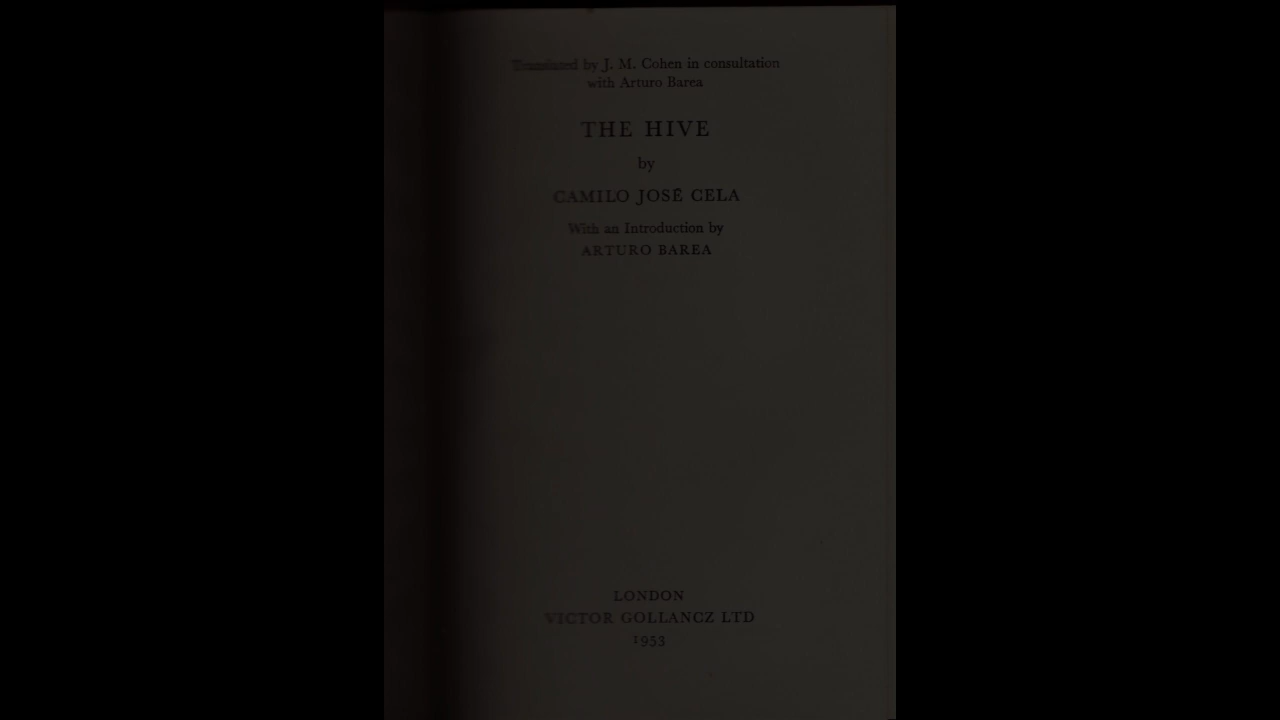 Translated by J. M. Cohen in consultation
with Arturo Barea
THE HIVE
by
CAMILO JOSÉ CELA
With an Introduction by
ARTURO BAREA
LONDON
VICTOR GOLLANCZ LTD
1953